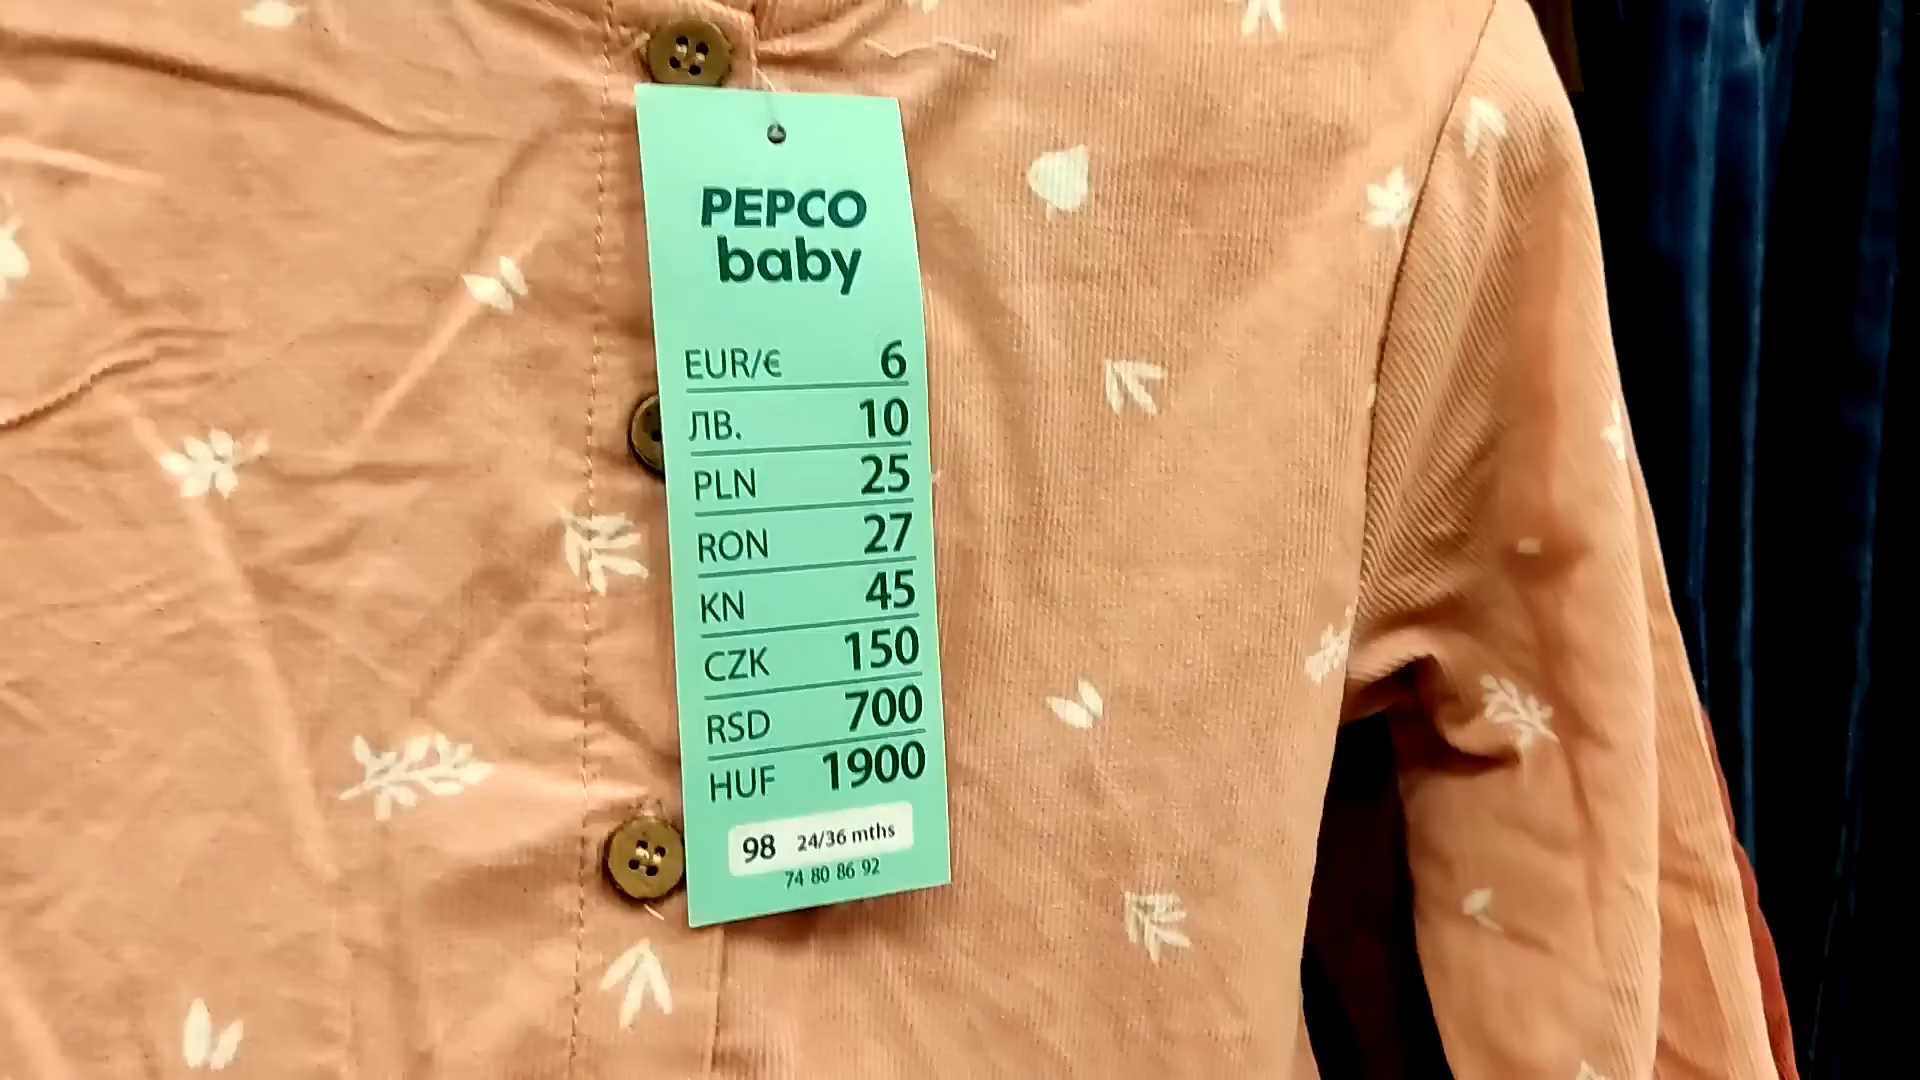 PEPCO
baby
EUR/€ 6
ЛВ. 10
PLN 25
RON 27
KN 45
CZK 150
RSD 700
HUF 1900
98 24/36 mths
74 80 86 92